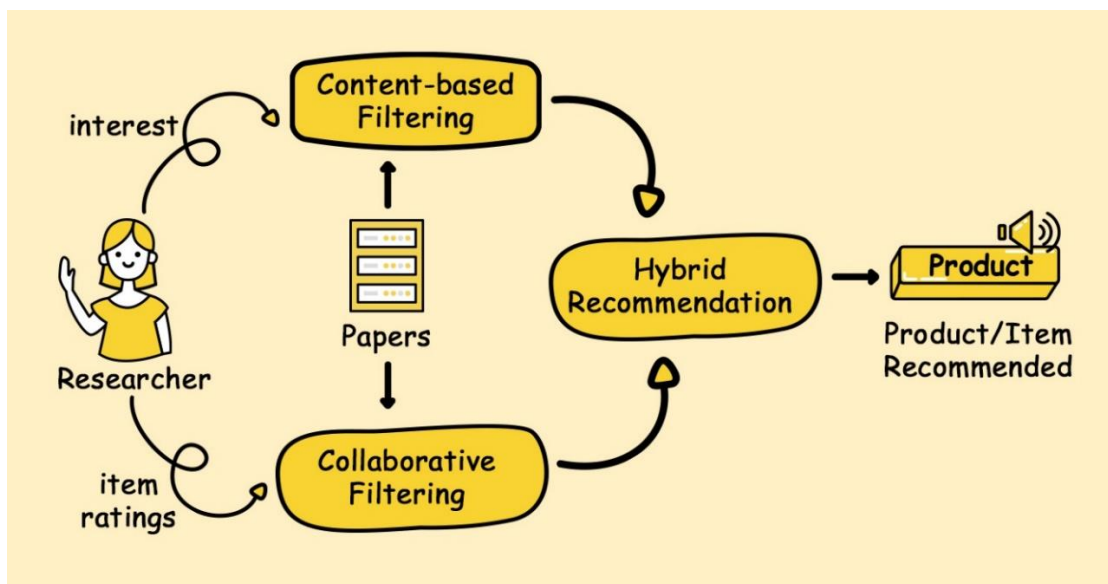 Content-based
Filtering
interest
Hybrid
Recommendation
Product
Papers
Researcher
Product/Item
Recommended
Collaborative
Filtering
item
ratings